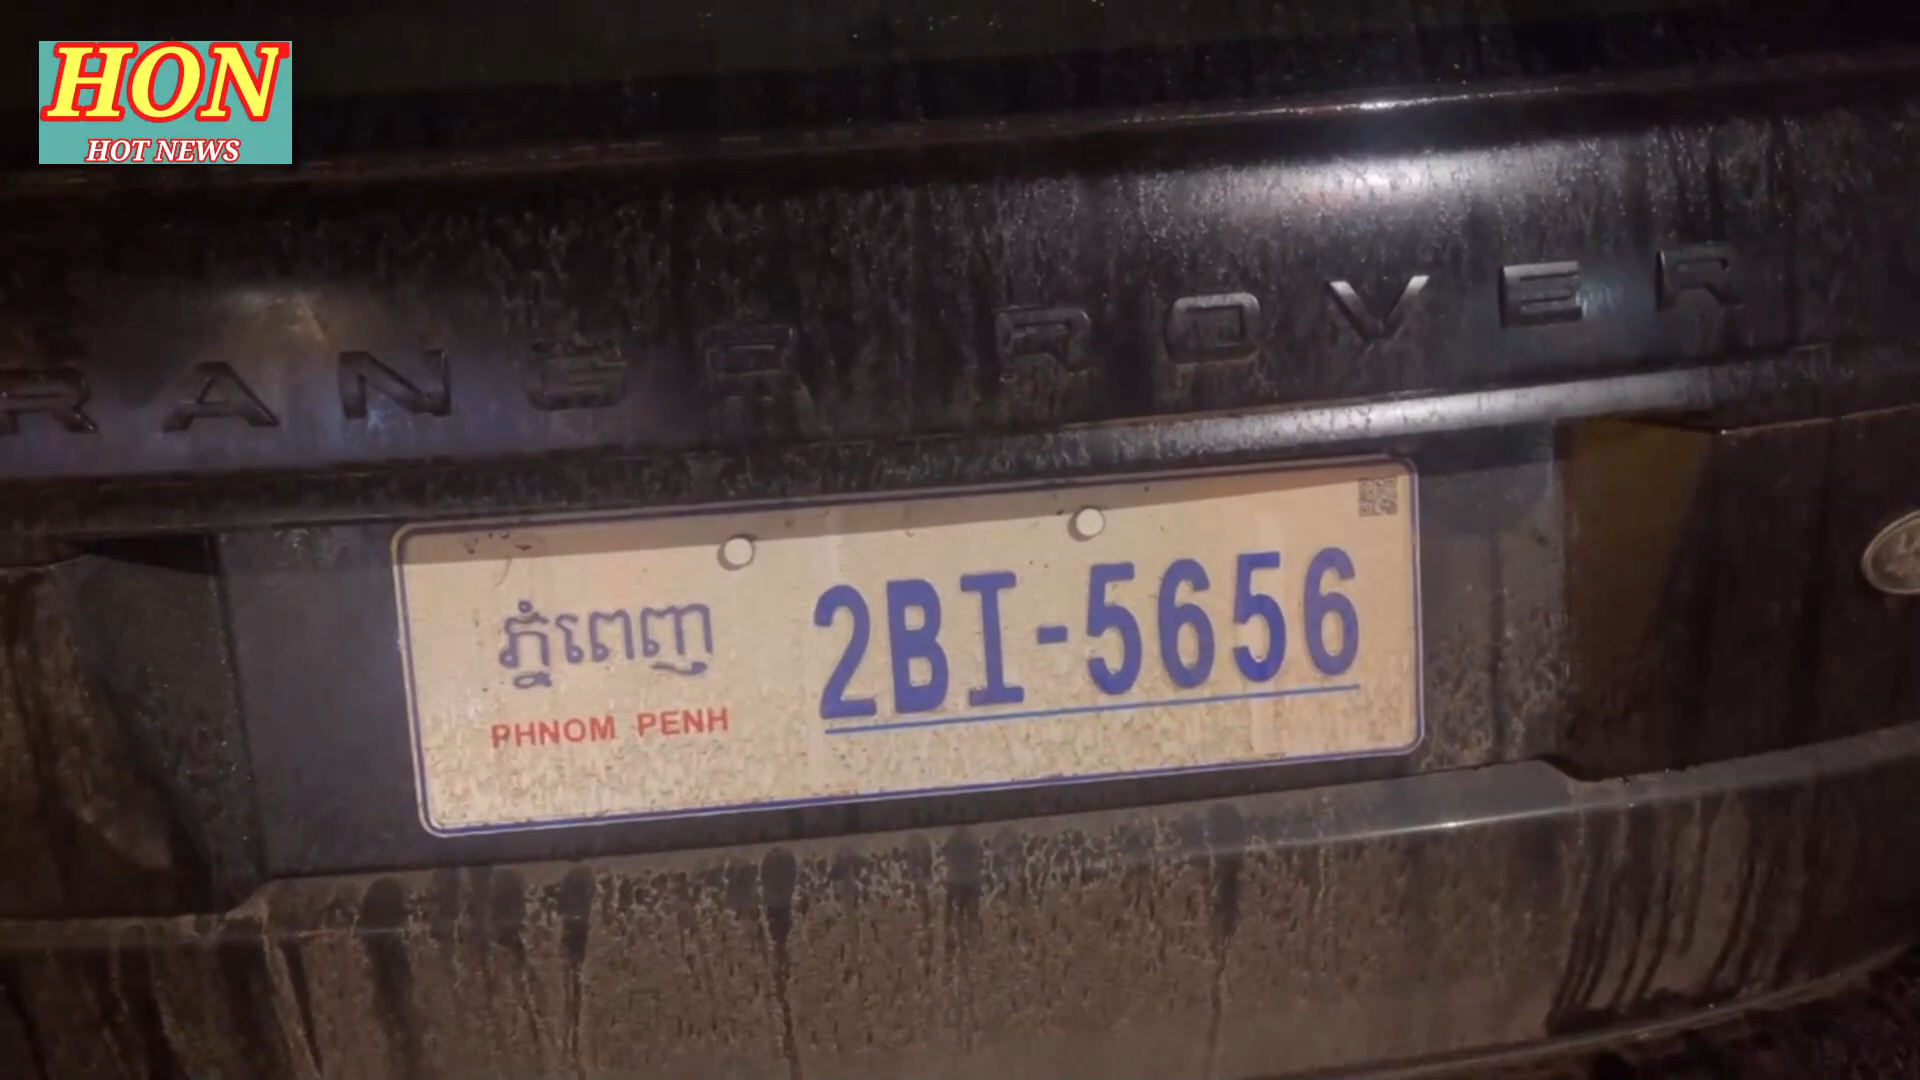 HON
HOT NEWS
RANGE ROVER
ភ្នំពេញ
2BI-5656
PHNOM PENH